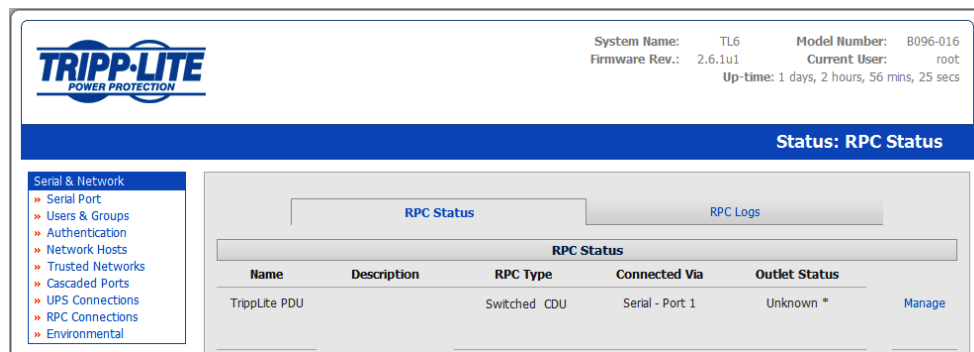 TRIPP·LITE
POWER PROTECTION
System Name: TL6 Model Number: B096-016
Firmware Rev.: 2.6.1u1 Current User: root
Up-time: 1 days, 2 hours, 56 mins, 25 secs
Status: RPC Status
Serial & Network
» Serial Port
» Users & Groups
» Authentication
» Network Hosts
» Trusted Networks
» Cascaded Ports
» UPS Connections
» RPC Connections
» Environmental
RPC Status RPC Logs
RPC Status
Name Description RPC Type Connected Via Outlet Status
TrippLite PDU Switched CDU Serial - Port 1 Unknown * Manage